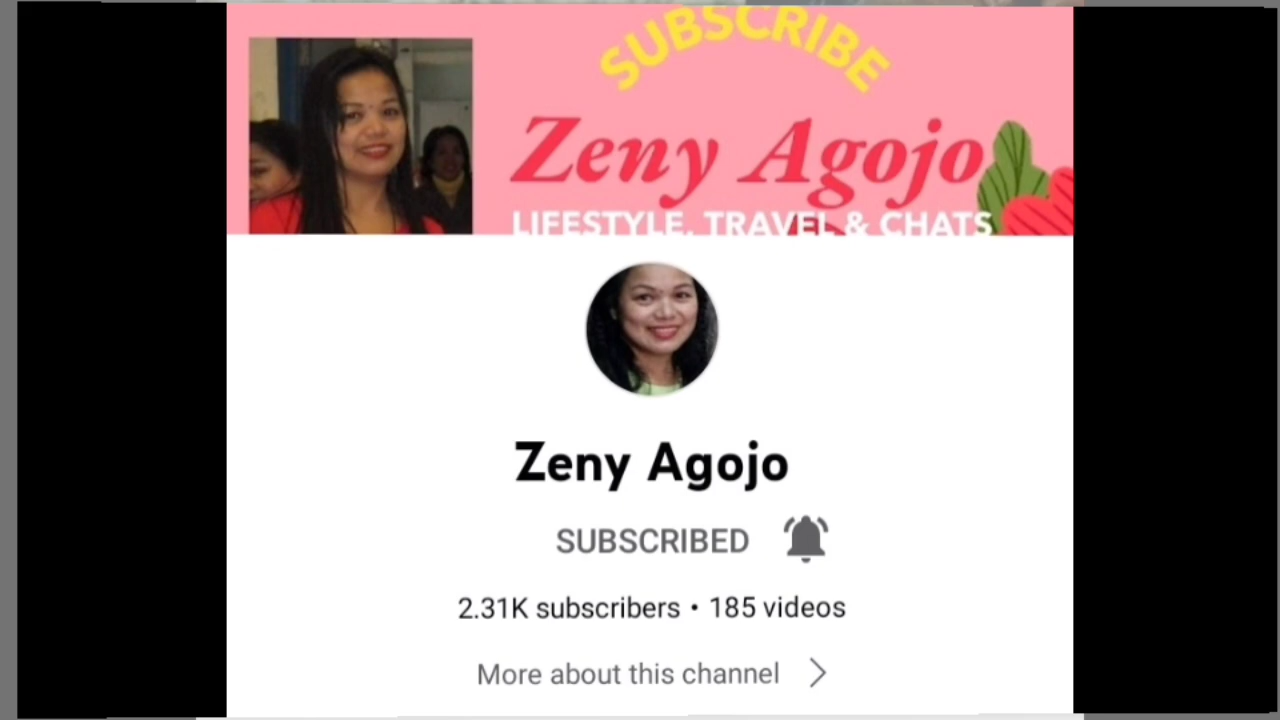 SUBSCRIBE
Zeny Agojo
LIFESTYLE, TRAVEL & CHATS
Zeny Agojo
SUBSCRIBED
2.31K subscribers • 185 videos
More about this channel